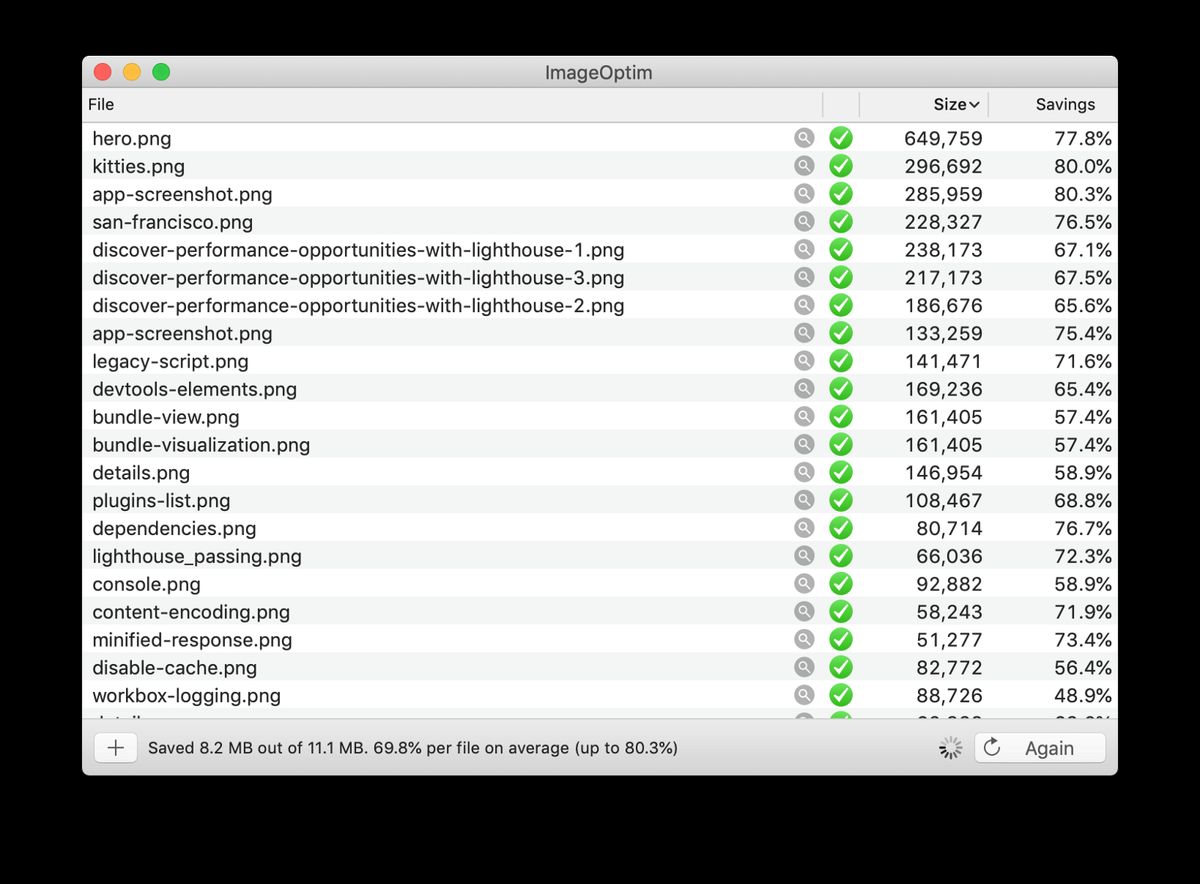 ImageOptim
File Size Savings
hero.png 649,759 77.8%
kitties.png 296,692 80.0%
app-screenshot.png 285,959 80.3%
san-francisco.png 228,327 76.5%
discover-performance-opportunities-with-lighthouse-1.png 238,173 67.1%
discover-performance-opportunities-with-lighthouse-3.png 217,173 67.5%
discover-performance-opportunities-with-lighthouse-2.png 186,676 65.6%
app-screenshot.png 133,259 75.4%
legacy-script.png 141,471 71.6%
devtools-elements.png 169,236 65.4%
bundle-view.png 161,405 57.4%
bundle-visualization.png 161,405 57.4%
details.png 146,954 58.9%
plugins-list.png 108,467 68.8%
dependencies.png 80,714 76.7%
lighthouse_passing.png 66,036 72.3%
console.png 92,882 58.9%
content-encoding.png 58,243 71.9%
minified-response.png 51,277 73.4%
disable-cache.png 82,772 56.4%
workbox-logging.png 88,726 48.9%
Saved 8.2 MB out of 11.1 MB. 69.8% per file on average (up to 80.3%) Again